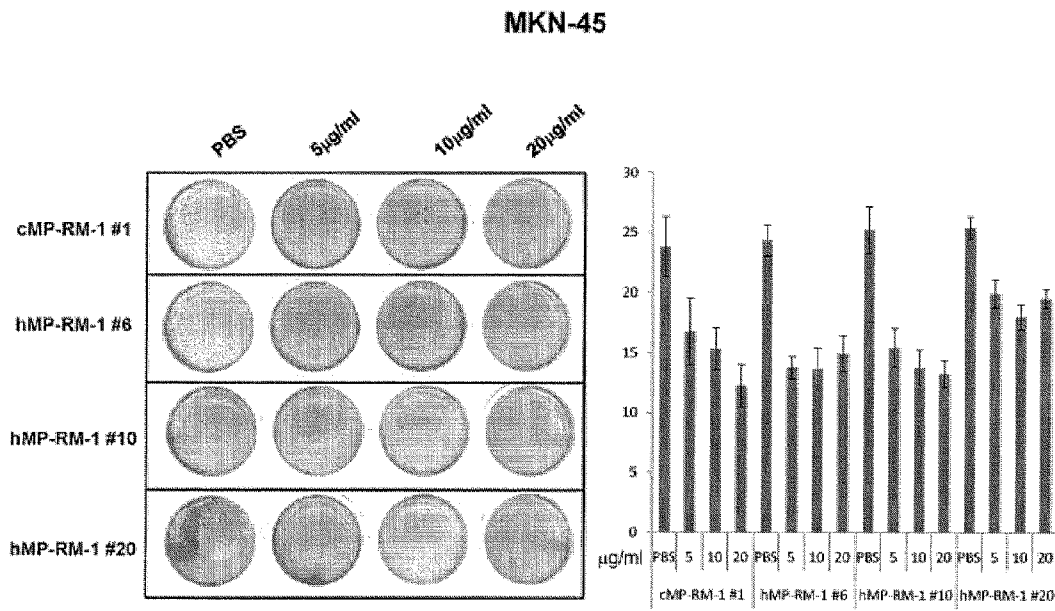 MKN-45
PBS 5µg/ml 10µg/ml 20µg/ml
cMP-RM-1 #1
hMP-RM-1 #6
hMP-RM-1 #10
hMP-RM-1 #20
30
25
20
15
10
5
0
µg/ml PBS 5 10 20 PBS 5 10 20 PBS 5 10 20 PBS 5 10 20
cMP-RM-1 #1 hMP-RM-1 #6 hMP-RM-1 #10 hMP-RM-1 #20